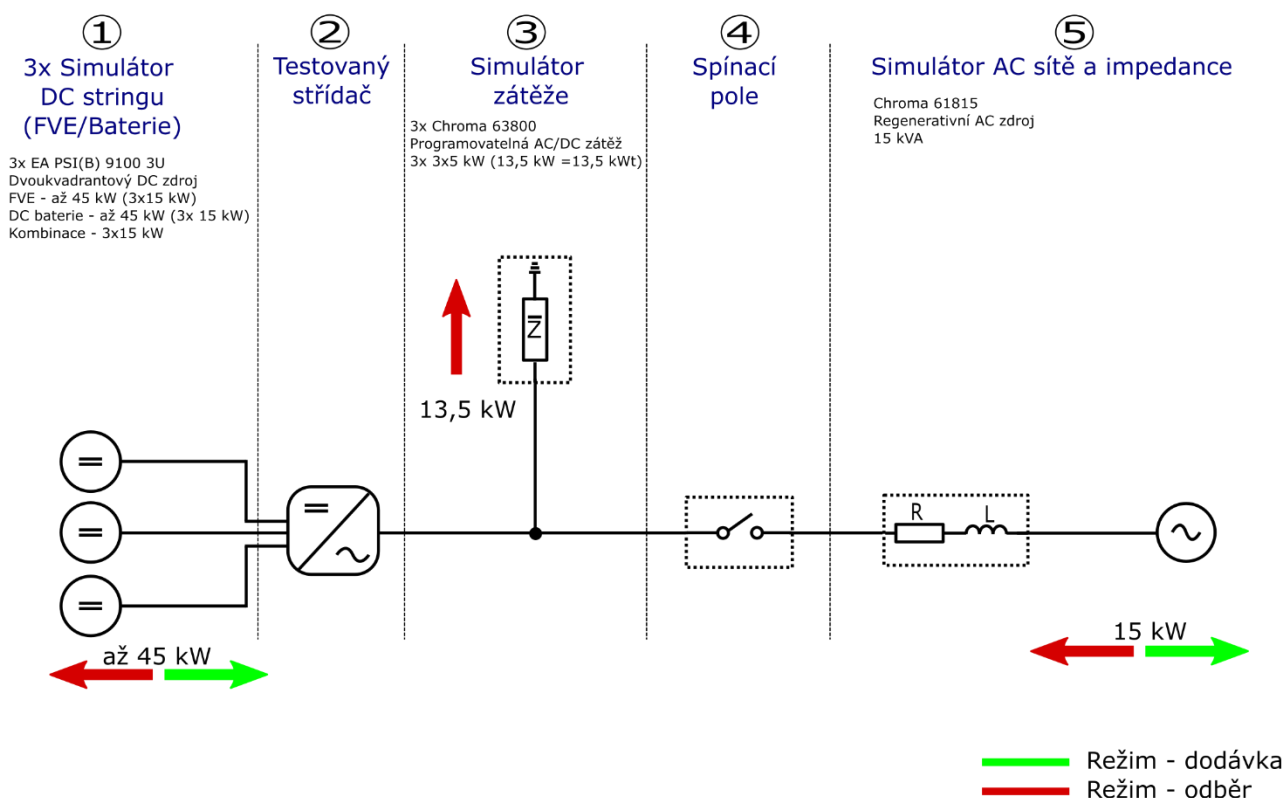 ①
3x Simulátor
DC stringu
(FVE/Baterie)
3x EA PSI(B) 9100 3U
Dvoukvadrantový DC zdroj
FVE - až 45 kW (3x15 kW)
DC baterie - až 45 kW (3x 15 kW)
Kombinace - 3x15 kW
②
Testovaný
střídač
③
Simulátor
zátěže
3x Chroma 63800
Programovatelná AC/DC zátěž
3x 3x5 kW (13,5 kW =13,5 kWt)
④
Spínací
pole
⑤
Simulátor AC sítě a impedance
Chroma 61815
Regenerativní AC zdroj
15 kVA
Z̅
13,5 kW
R
L
až 45 kW
15 kW
Režim - dodávka
Režim - odběr